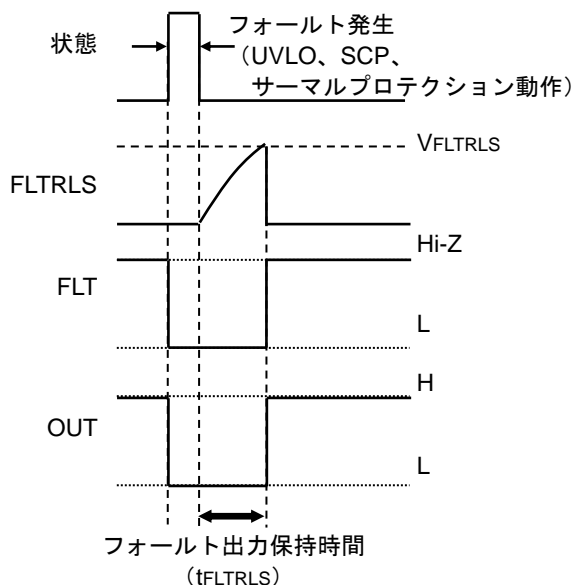 状態
フォールト発生
（UVLO、SCP、
サーマルプロテクション動作）
VFLTRLS
FLTRLS
Hi-Z
FLT
L
H
OUT
L
フォールト出力保持時間
（tFLTRLS）